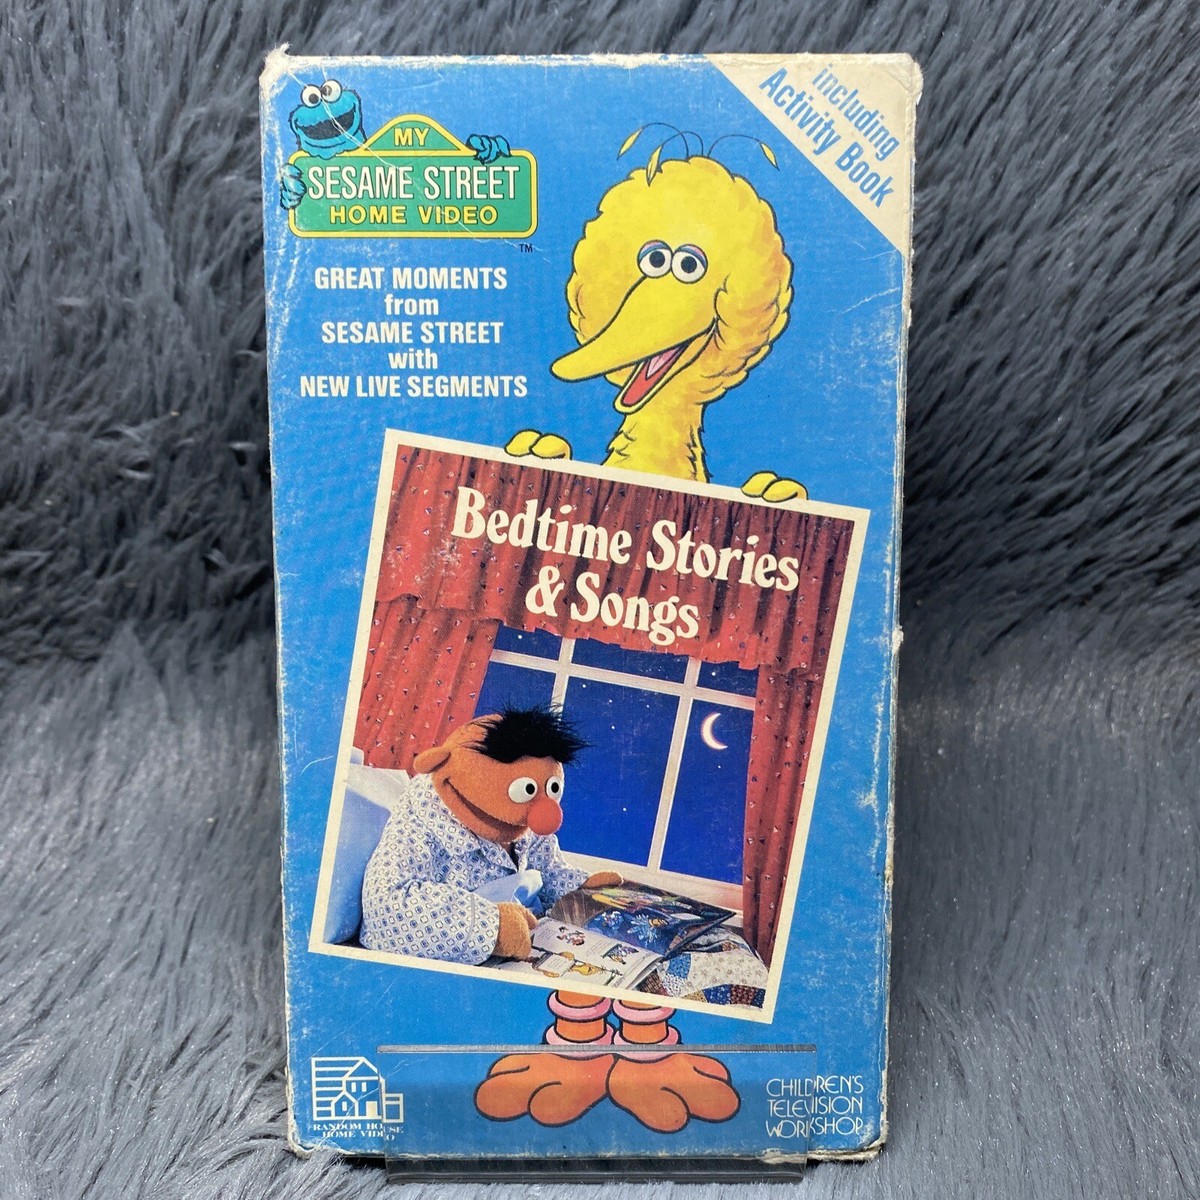 including
Activity Book
MY
SESAME STREET
HOME VIDEO
TM
GREAT MOMENTS
from
SESAME STREET
with
NEW LIVE SEGMENTS
Bedtime Stories
& Songs
RANDOM HOUSE
HOME VIDEO
CHILDREN'S
TELEVISION
WORKSHOP